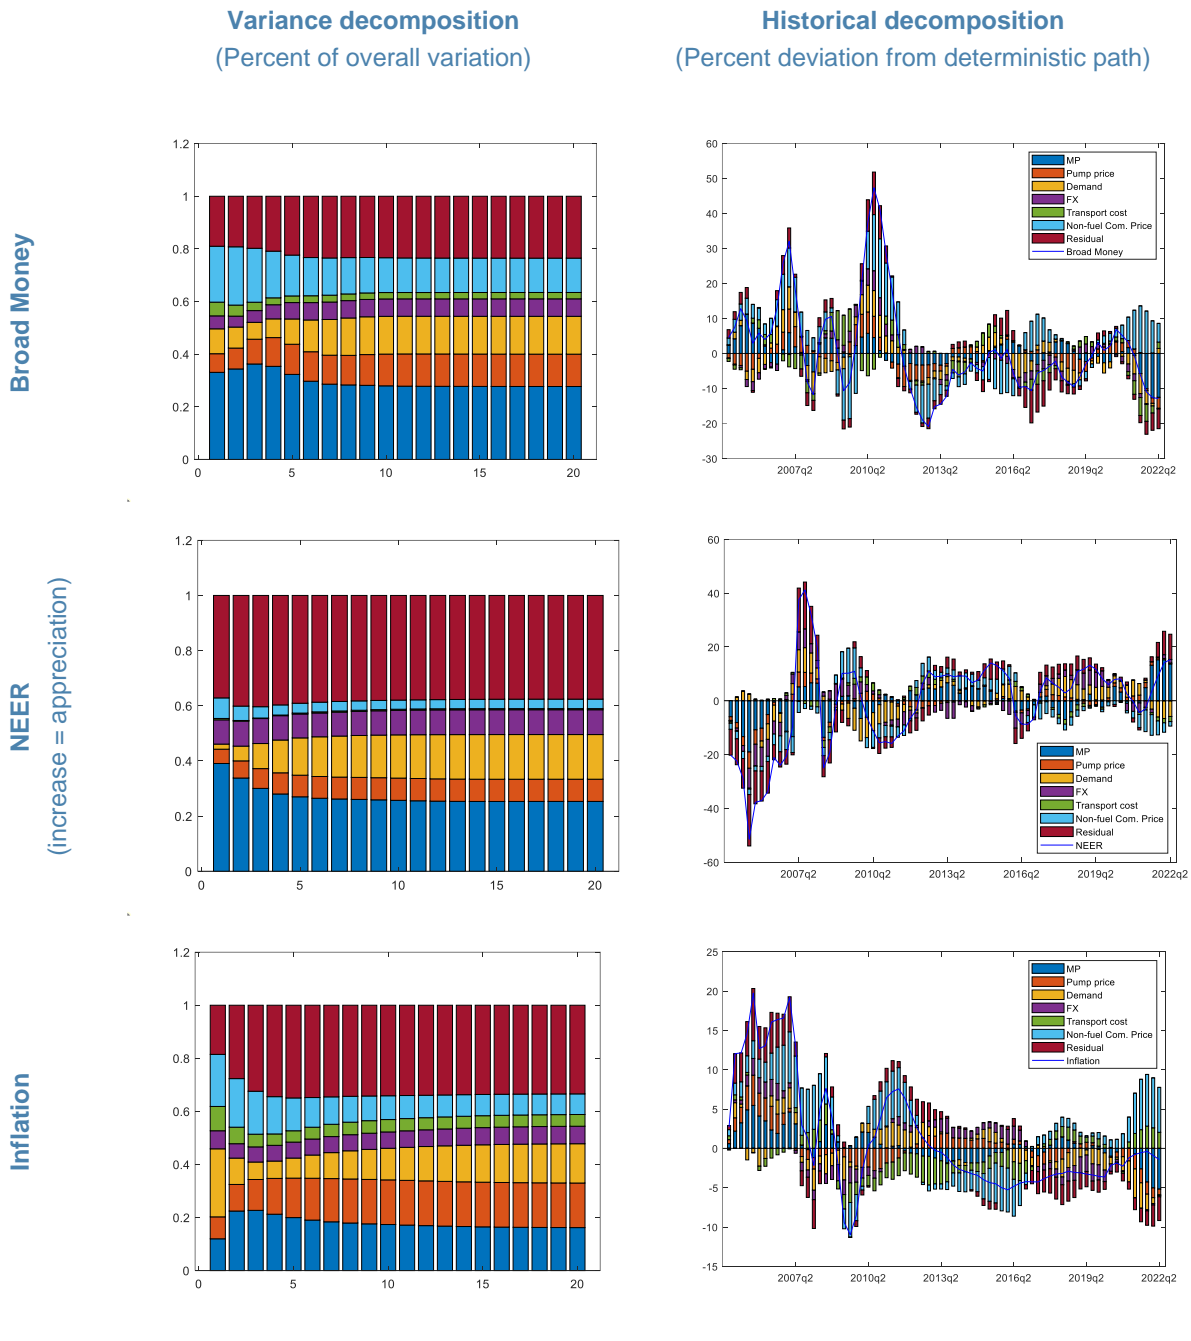 Variance decomposition
(Percent of overall variation)
Historical decomposition
(Percent deviation from deterministic path)
Broad Money
1.2
1
0.8
0.6
0.4
0.2
0
0
5
10
15
20
60
50
40
30
20
10
0
-10
-20
-30
2007q2
2010q2
2013q2
2016q2
2019q2
2022q2
MP
Pump price
Demand
FX
Transport cost
Non-fuel Com. Price
Residual
Broad Money
NEER
(increase = appreciation)
1.2
1
0.8
0.6
0.4
0.2
0
0
5
10
15
20
60
40
20
0
-20
-40
-60
2007q2
2010q2
2013q2
2016q2
2019q2
2022q2
MP
Pump price
Demand
FX
Transport cost
Non-fuel Com. Price
Residual
NEER
Inflation
1.2
1
0.8
0.6
0.4
0.2
0
0
5
10
15
20
25
20
15
10
5
0
-5
-10
-15
2007q2
2010q2
2013q2
2016q2
2019q2
2022q2
MP
Pump price
Demand
FX
Transport cost
Non-fuel Com. Price
Residual
Inflation